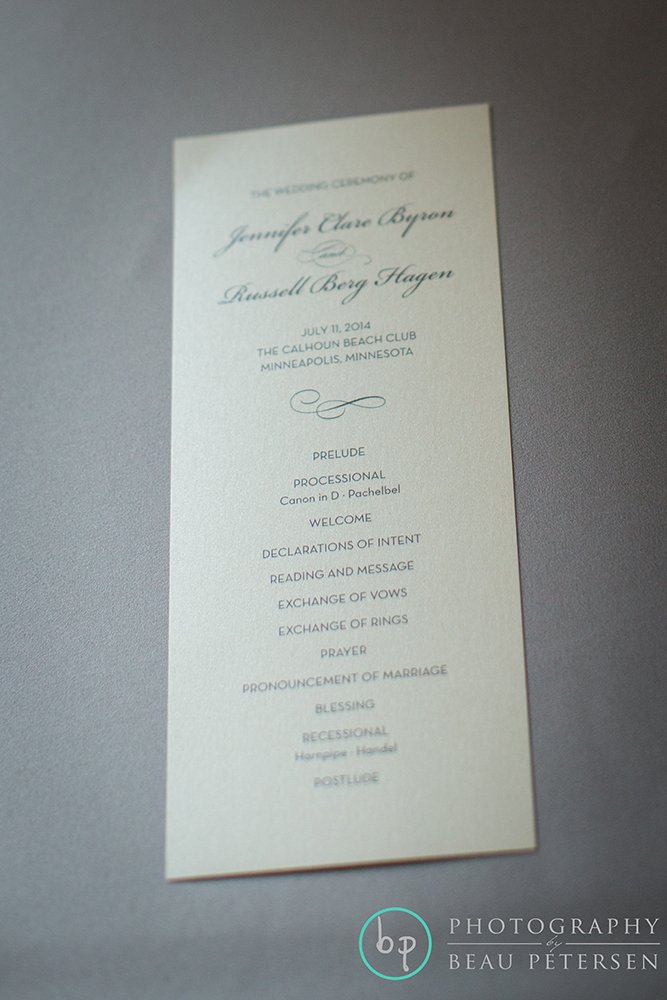 THE WEDDING CEREMONY OF
Jennifer Clare Byron
and
Russell Berg Hagen
JULY 11, 2014
THE CALHOUN BEACH CLUB
MINNEAPOLIS, MINNESOTA
PRELUDE
PROCESSIONAL
Canon in D · Pachelbel
WELCOME
DECLARATIONS OF INTENT
READING AND MESSAGE
EXCHANGE OF VOWS
EXCHANGE OF RINGS
PRAYER
PRONOUNCEMENT OF MARRIAGE
BLESSING
RECESSIONAL
Hornpipe · Handel
POSTLUDE
bp
PHOTOGRAPHY
by
BEAU PETERSEN